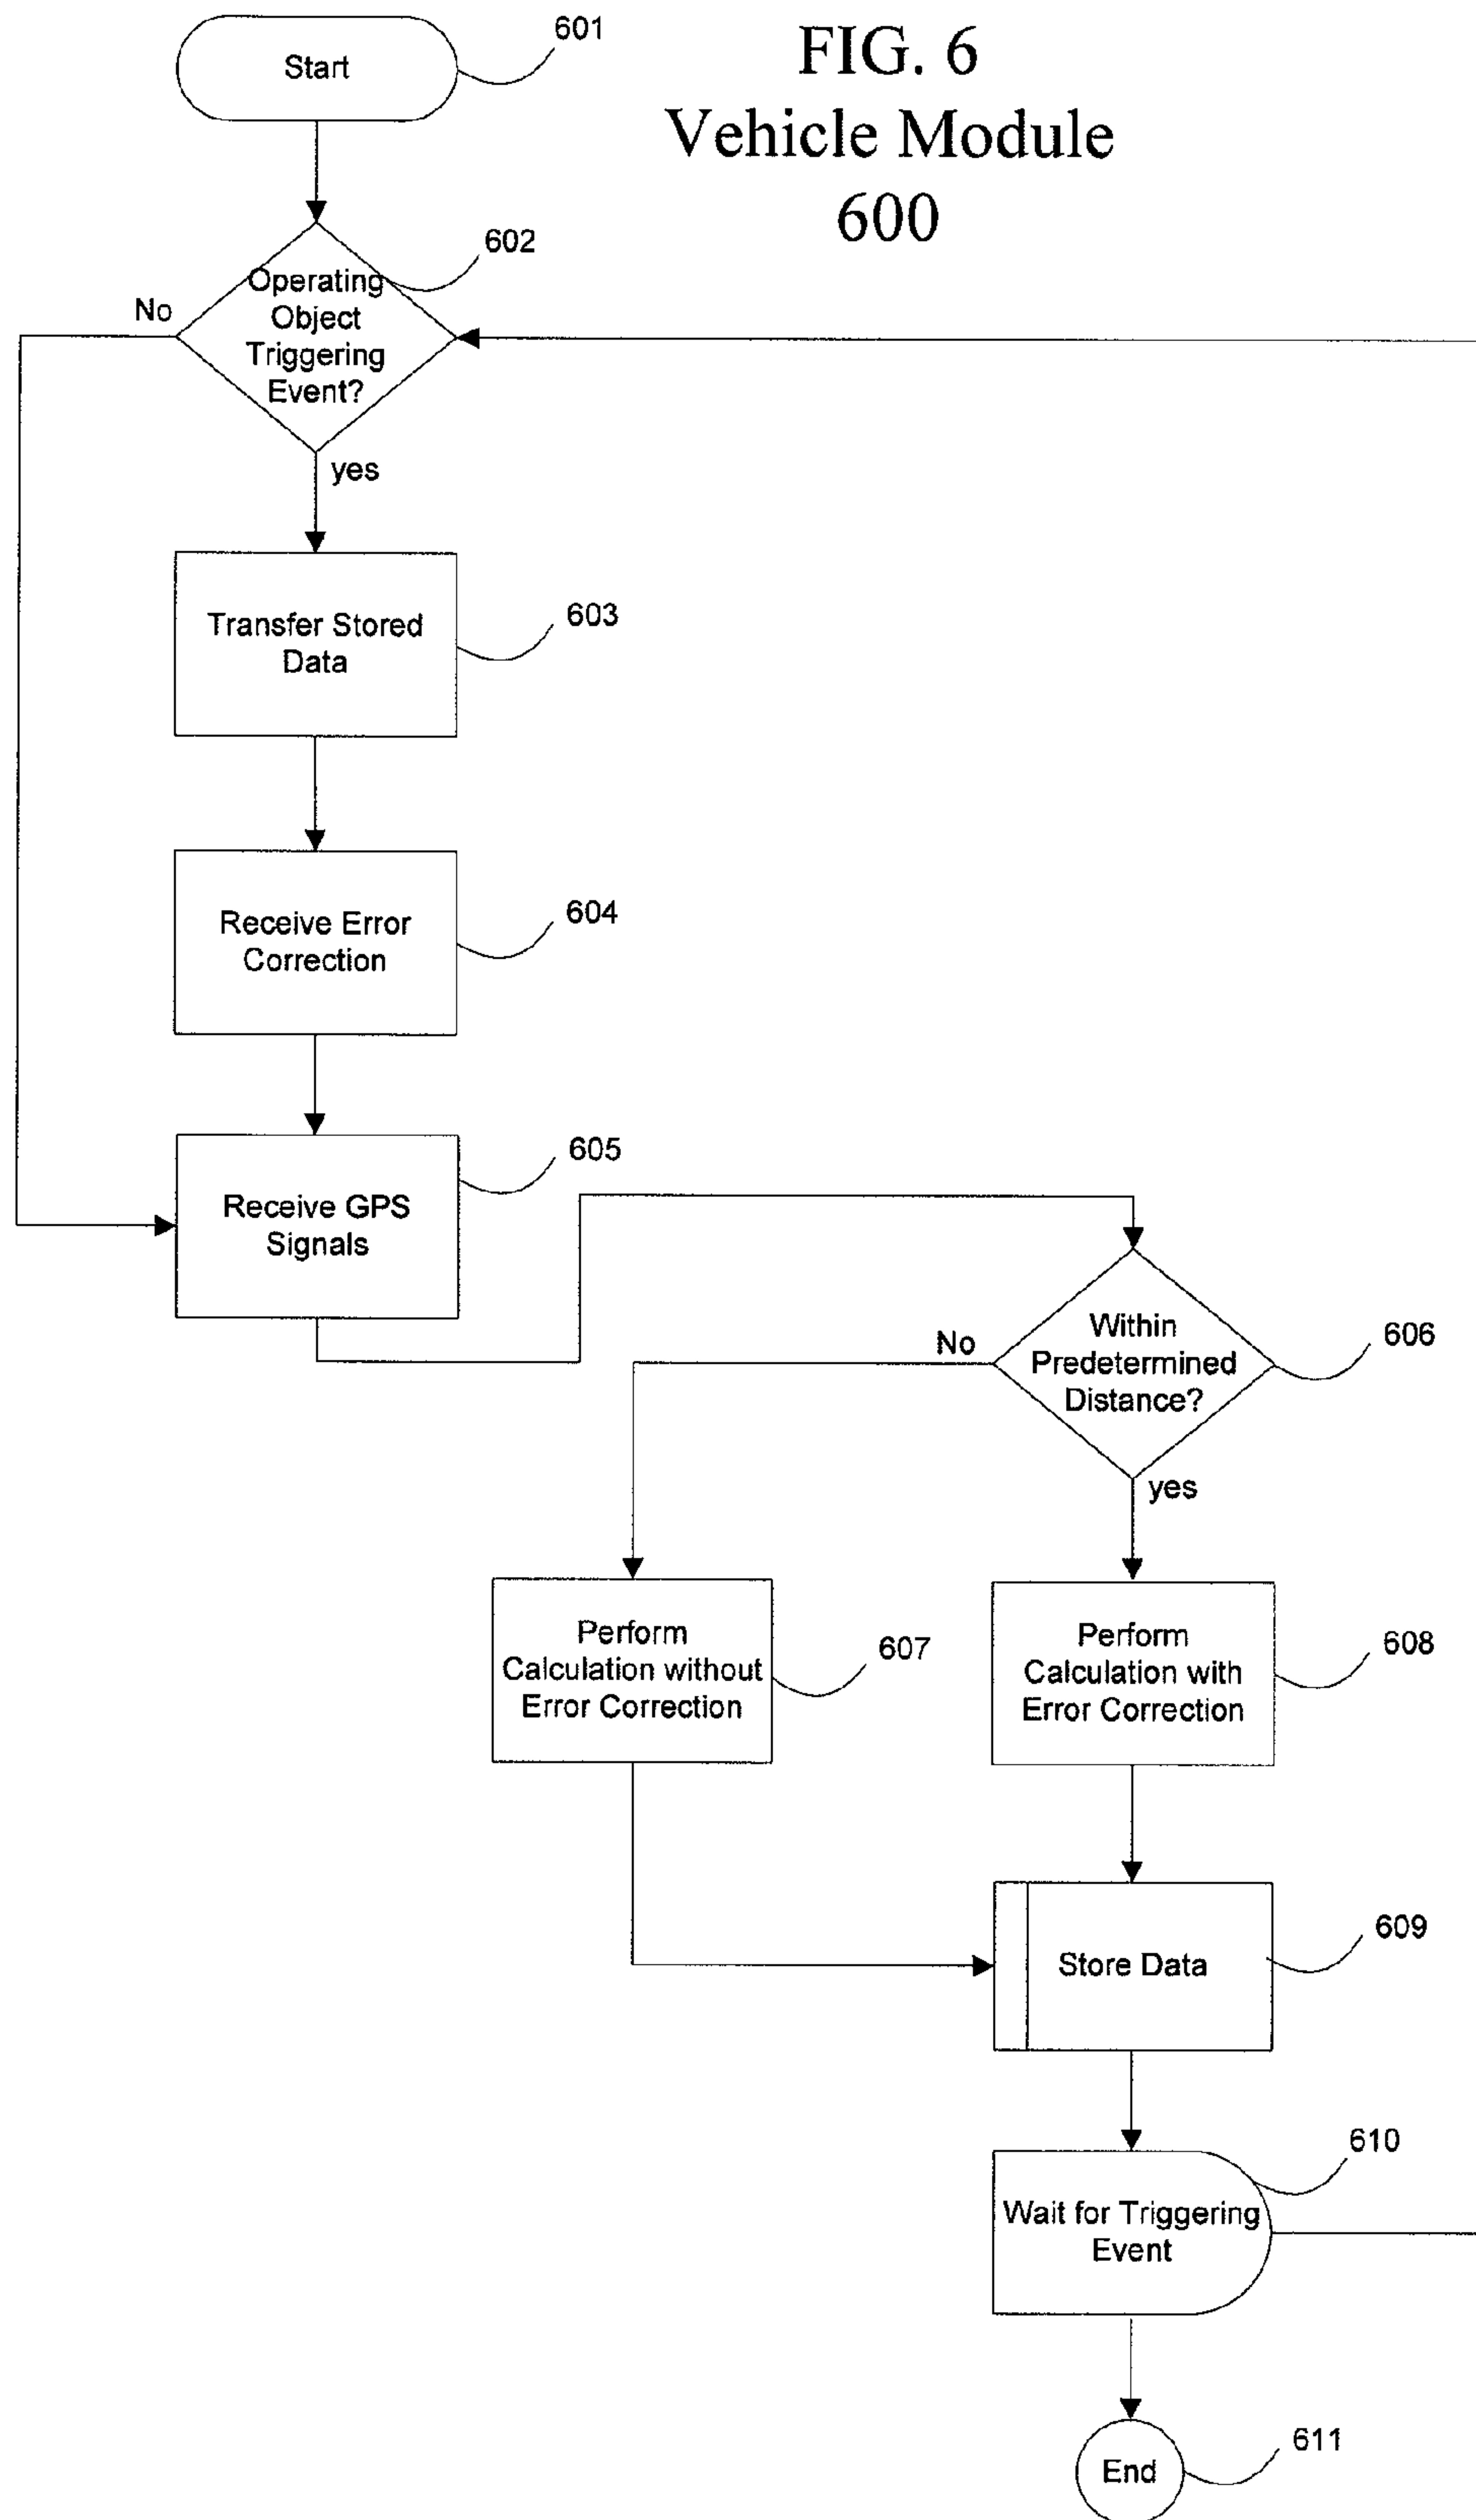 601
Start
FIG. 6
Vehicle Module
600
602
Operating
Object
Triggering
Event?
No
yes
603
Transfer Stored
Data
604
Receive Error
Correction
605
Receive GPS
Signals
606
Within
Predetermined
Distance?
No
yes
607
Perform
Calculation without
Error Correction
608
Perform
Calculation with
Error Correction
609
Store Data
610
Wait for Triggering
Event
611
End